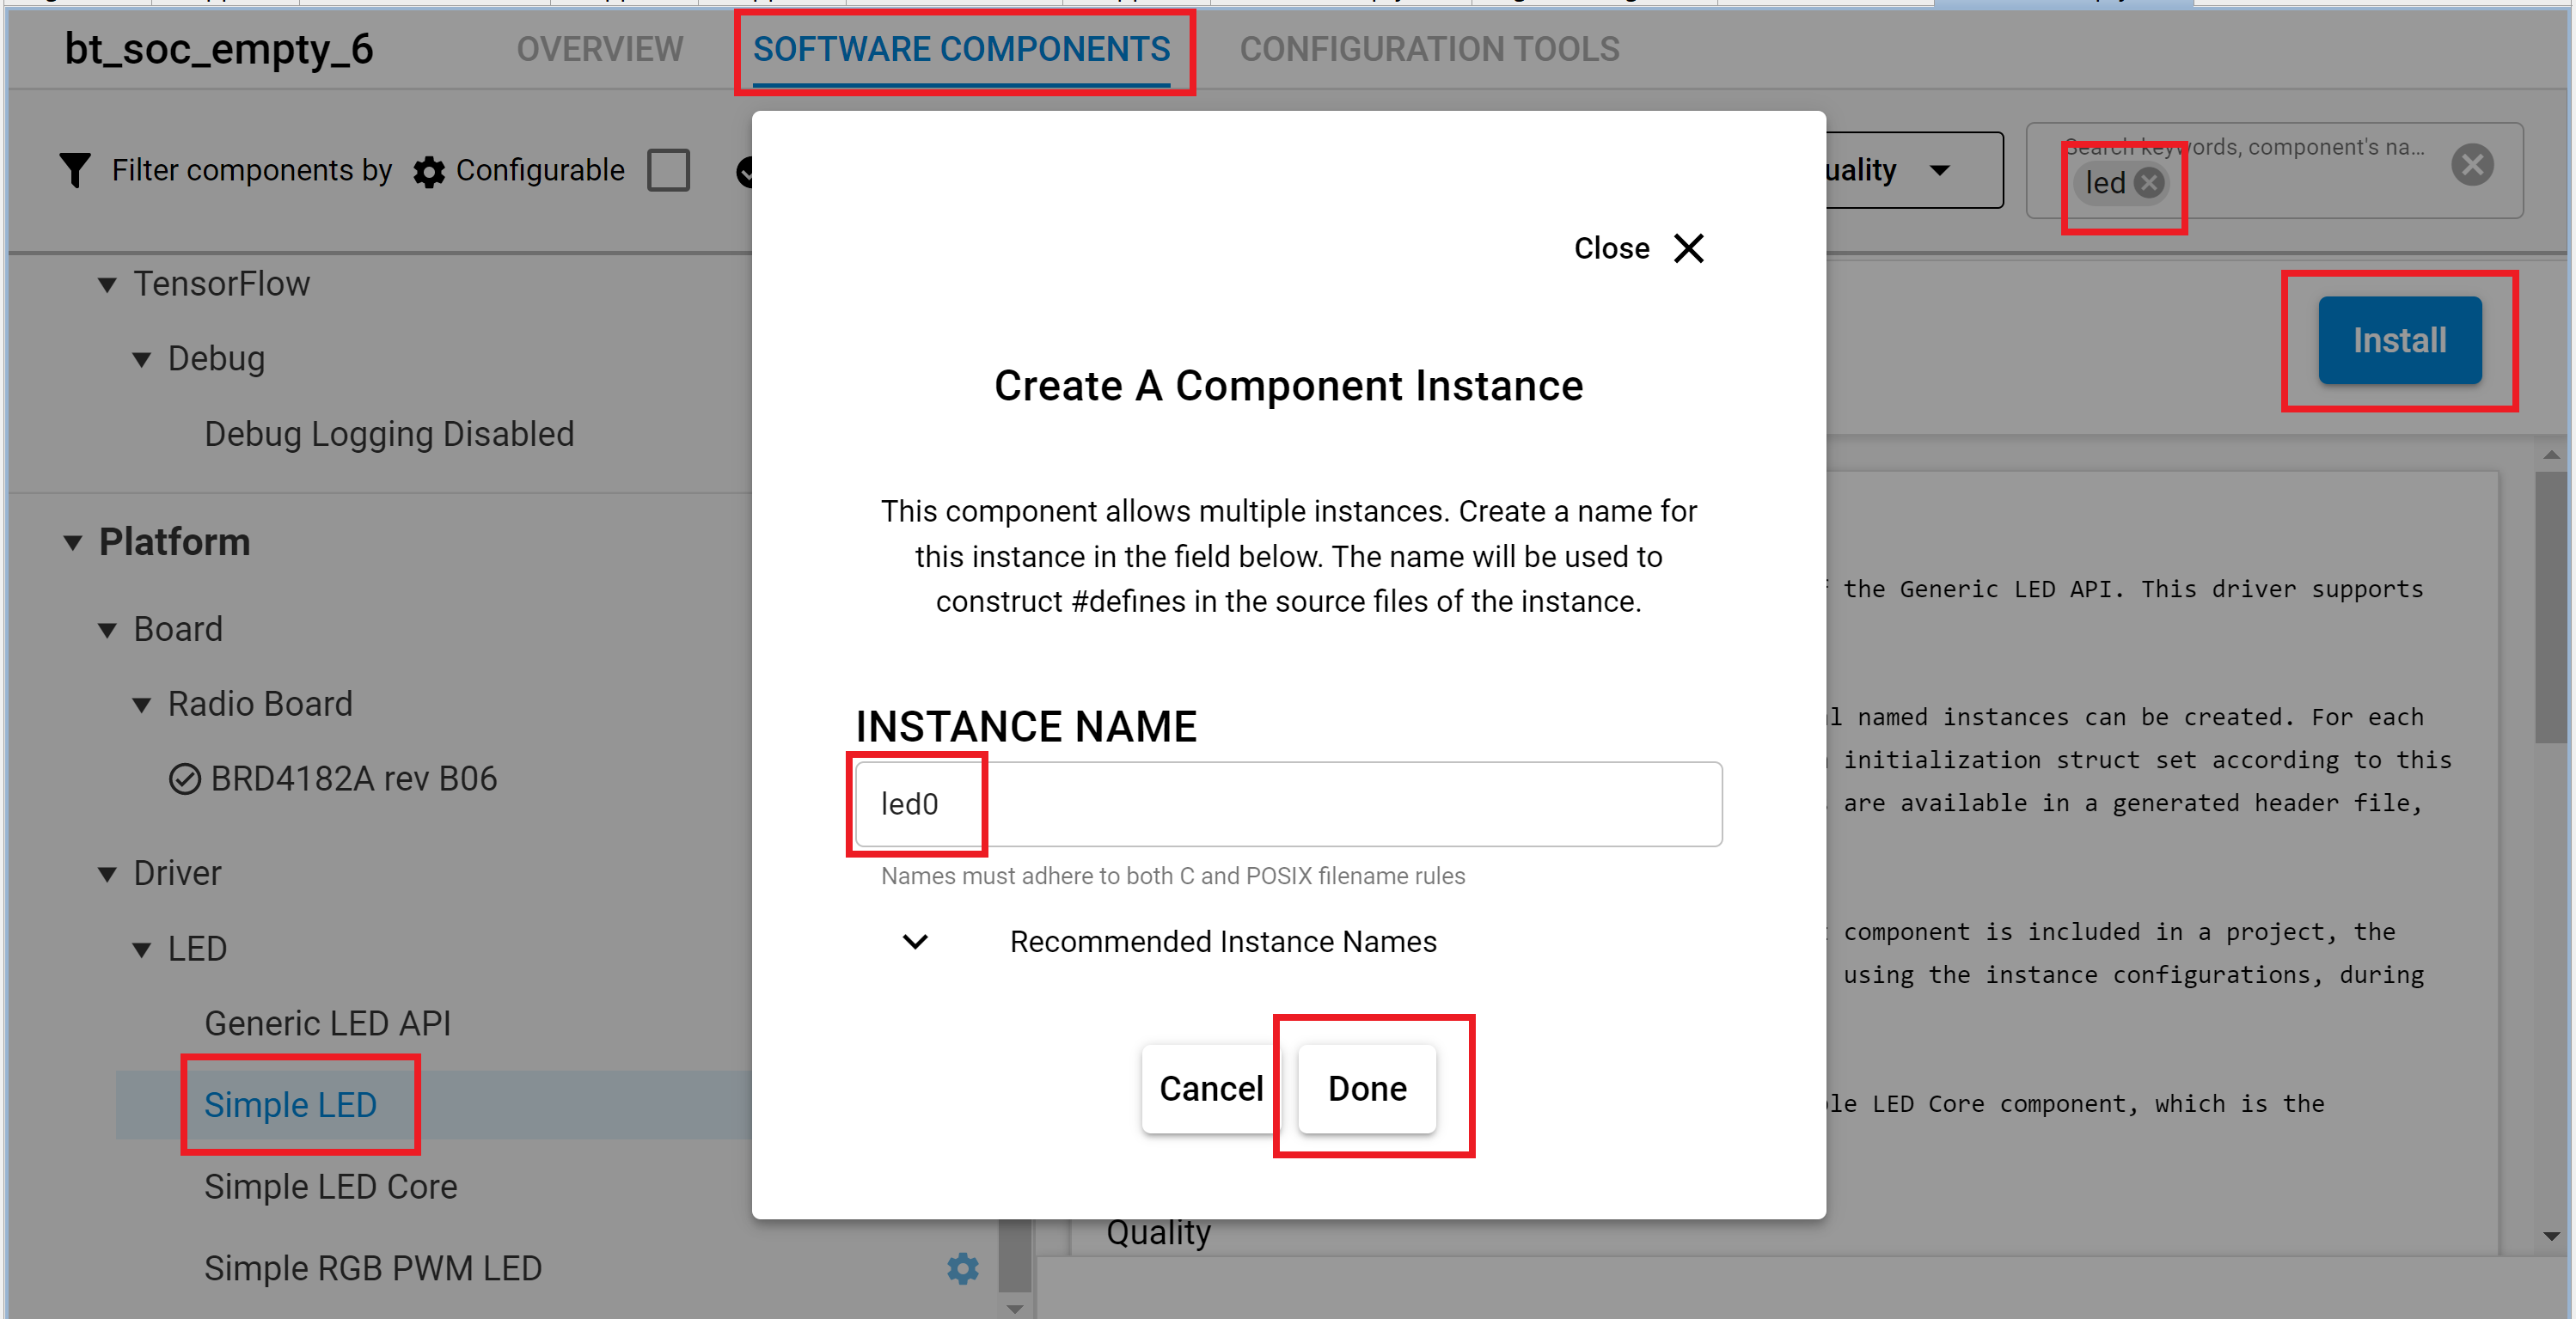 bt_soc_empty_6
OVERVIEW
SOFTWARE COMPONENTS
CONFIGURATION TOOLS
Filter components by
Configurable
uality
Search keywords, component's na...
led
Install
TensorFlow
Debug
Debug Logging Disabled
Platform
Board
Radio Board
BRD4182A rev B06
Driver
LED
Generic LED API
Simple LED
Simple LED Core
Simple RGB PWM LED
Close
Create A Component Instance
This component allows multiple instances. Create a name for
this instance in the field below. The name will be used to
construct #defines in the source files of the instance.
INSTANCE NAME
led0
Names must adhere to both C and POSIX filename rules
Recommended Instance Names
Cancel
Done
the Generic LED API. This driver supports
l named instances can be created. For each
initialization struct set according to this
are available in a generated header file,
component is included in a project, the
using the instance configurations, during
le LED Core component, which is the
Quality